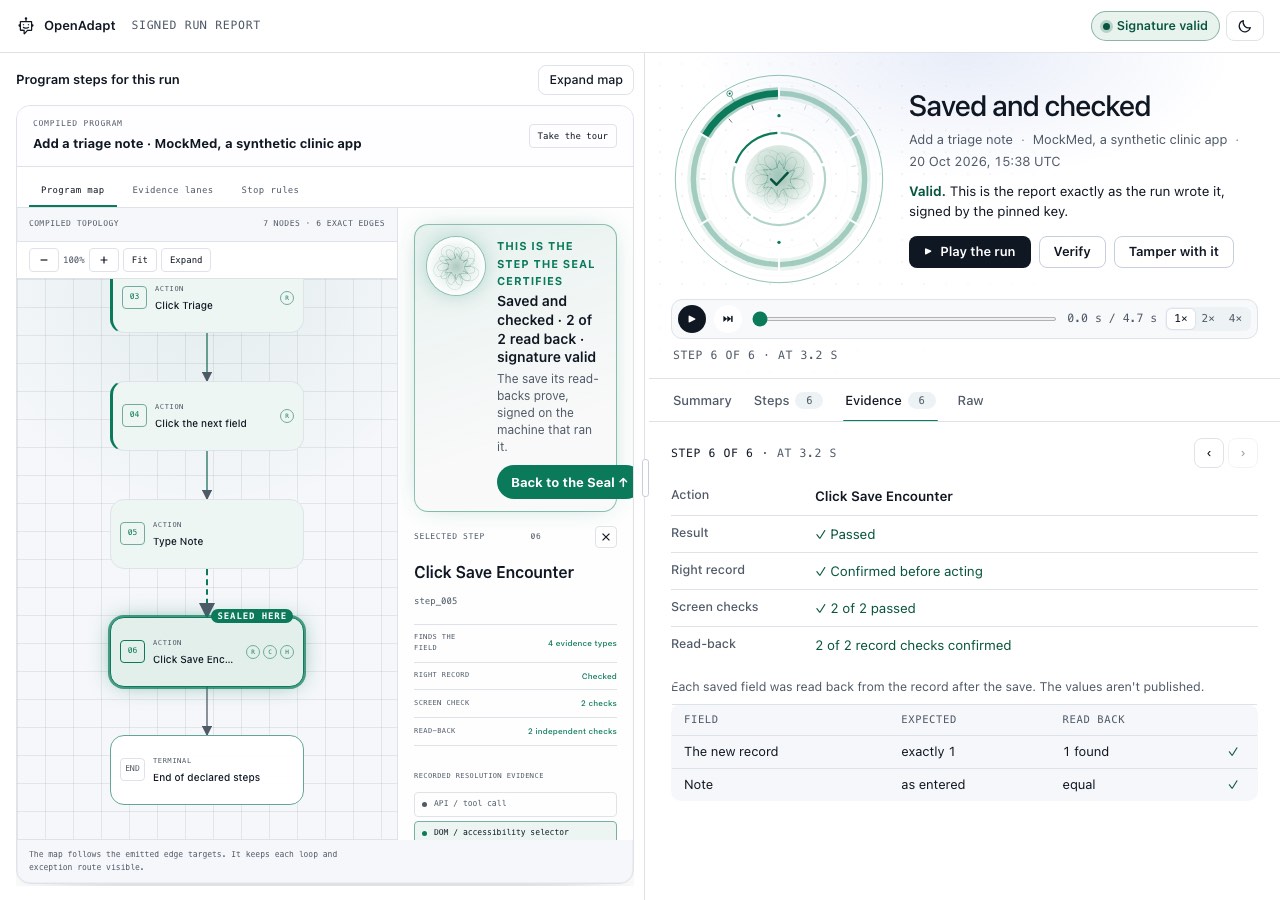 OpenAdapt SIGNED RUN REPORT
Signature valid
Program steps for this run
Expand map
COMPILED PROGRAM
Add a triage note · MockMed, a synthetic clinic app
Take the tour
Program map Evidence lanes Stop rules
COMPILED TOPOLOGY 7 NODES · 6 EXACT EDGES
− 100% + Fit Expand
03 ACTION
Click Triage
R
04 ACTION
Click the next field
R
05 ACTION
Type Note
SEALED HERE
06 ACTION
Click Save Enc...
A C H
END TERMINAL
End of declared steps
THIS IS THE
STEP THE SEAL
CERTIFIES
Saved and
checked · 2 of
2 read back ·
signature valid
The save its read-
backs prove,
signed on the
machine that ran
it.
Back to the Seal ↑
SELECTED STEP 06 ✕
Click Save Encounter
step_005
FINDS THE
FIELD 4 evidence types
RIGHT RECORD Checked
SCREEN CHECK 2 checks
READ-BACK 2 independent checks
RECORDED RESOLUTION EVIDENCE
API / tool call
DOM / accessibility selector
The map follows the emitted edge targets. It keeps each loop and
exception route visible.
Saved and checked
Add a triage note · MockMed, a synthetic clinic app ·
20 Oct 2026, 15:38 UTC
Valid. This is the report exactly as the run wrote it,
signed by the pinned key.
Play the run Verify Tamper with it
0.0 s / 4.7 s 1× 2× 4×
STEP 6 OF 6 · AT 3.2 S
Summary Steps 6 Evidence 6 Raw
STEP 6 OF 6 · AT 3.2 S ‹ ›
Action Click Save Encounter
Result ✓ Passed
Right record ✓ Confirmed before acting
Screen checks ✓ 2 of 2 passed
Read-back 2 of 2 record checks confirmed
Each saved field was read back from the record after the save. The values aren't published.
FIELD EXPECTED READ BACK
The new record exactly 1 1 found ✓
Note as entered equal ✓